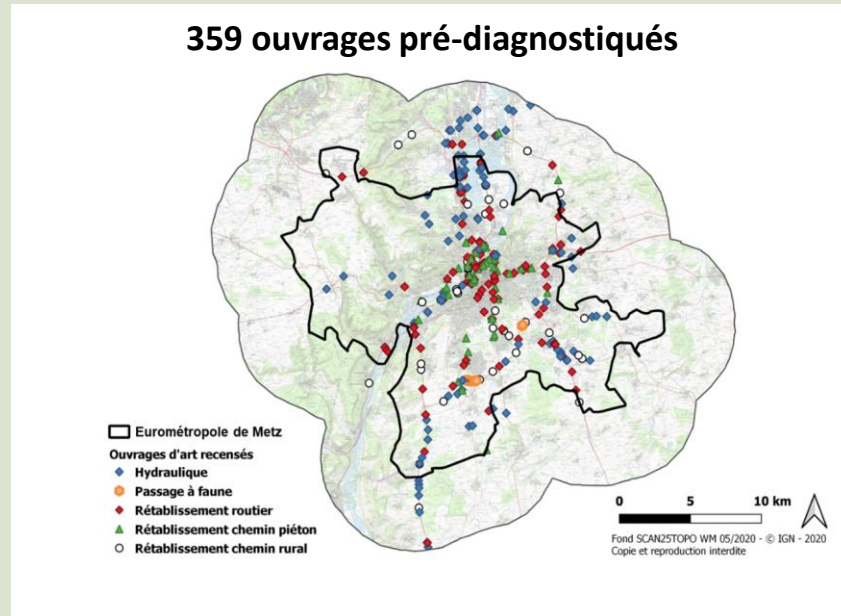 359 ouvrages pré-diagnostiqués
Eurométropole de Metz
Ouvrages d'art recensés
Hydraulique
Passage à faune
Rétablissement routier
Rétablissement chemin piéton
Rétablissement chemin rural
0 5 10 km
Fond SCAN25TOPO WM 05/2020 - © IGN - 2020
Copie et reproduction interdite